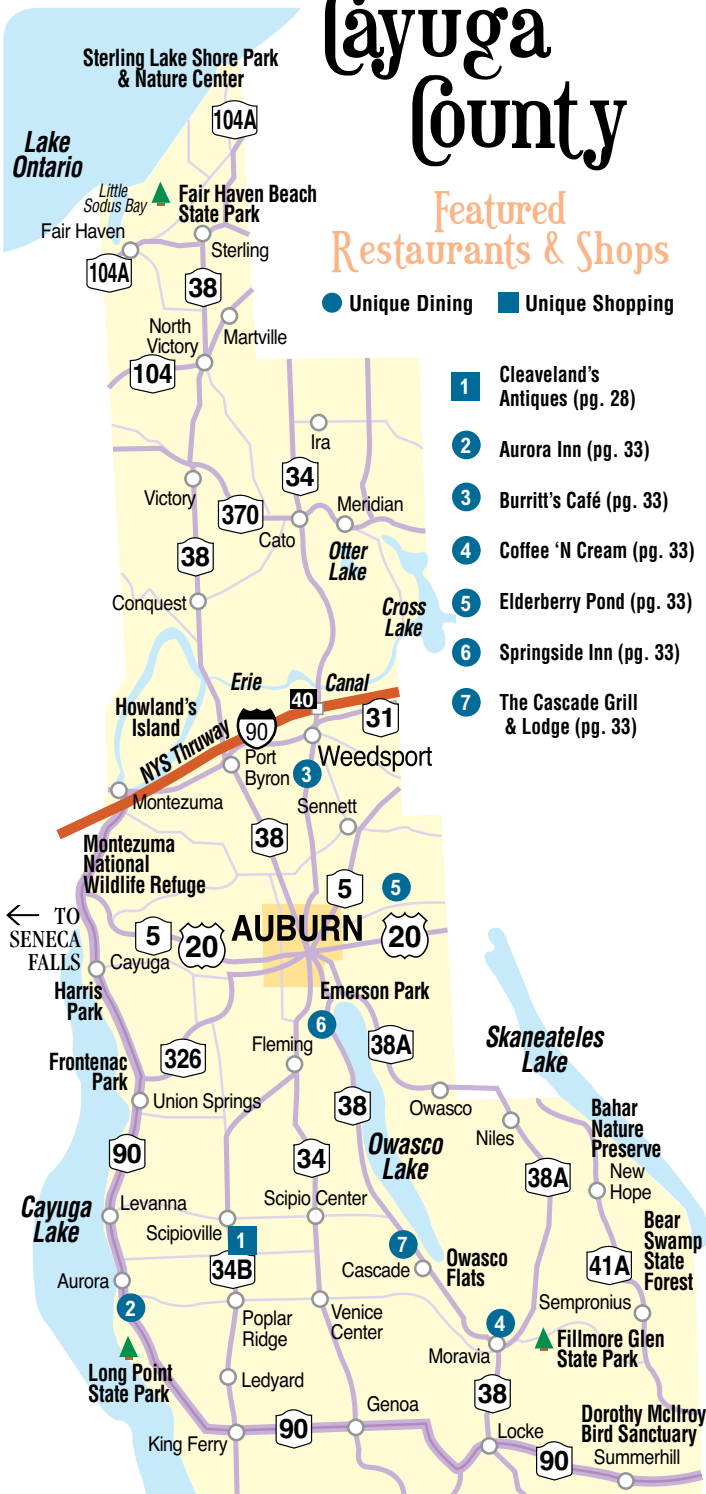 Cayuga
County
Featured
Restaurants & Shops
Unique Dining
Unique Shopping
1
Cleaveland's
Antiques (pg. 28)
2
Aurora Inn (pg. 33)
3
Burritt's Café (pg. 33)
4
Coffee 'N Cream (pg. 33)
5
Elderberry Pond (pg. 33)
6
Springside Inn (pg. 33)
7
The Cascade Grill
& Lodge (pg. 33)
Sterling Lake Shore Park
& Nature Center
104A
Lake
Ontario
Little
Sodus Bay
Fair Haven Beach
State Park
Fair Haven
Sterling
104A
38
North
Victory
Martville
104
Ira
34
Victory
370
Meridian
Cato
Otter
Lake
38
Conquest
Cross
Lake
Erie
Canal
40
Howland's
Island
31
NYS Thruway
90
Weedsport
Port
Byron
3
Montezuma
Sennett
38
Montezuma
National
Wildlife Refuge
5
5
← TO
SENECA
FALLS
5
20
AUBURN
20
Cayuga
Harris
Park
Emerson Park
6
Skaneateles
Lake
Fleming
38A
326
Frontenac
Park
Union Springs
38
Owasco
Niles
Bahar
Nature
Preserve
90
34
Owasco
Lake
38A
New
Hope
Cayuga
Lake
Levanna
Scipio Center
Scipioville
1
7
Bear
Swamp
State
Forest
34B
Cascade
Owasco
Flats
41A
Aurora
2
Poplar
Ridge
Venice
Center
Sempronius
4
Moravia
Fillmore Glen
State Park
Long Point
State Park
Ledyard
38
Genoa
Dorothy McIlroy
Bird Sanctuary
King Ferry
90
Locke
90
Summerhill